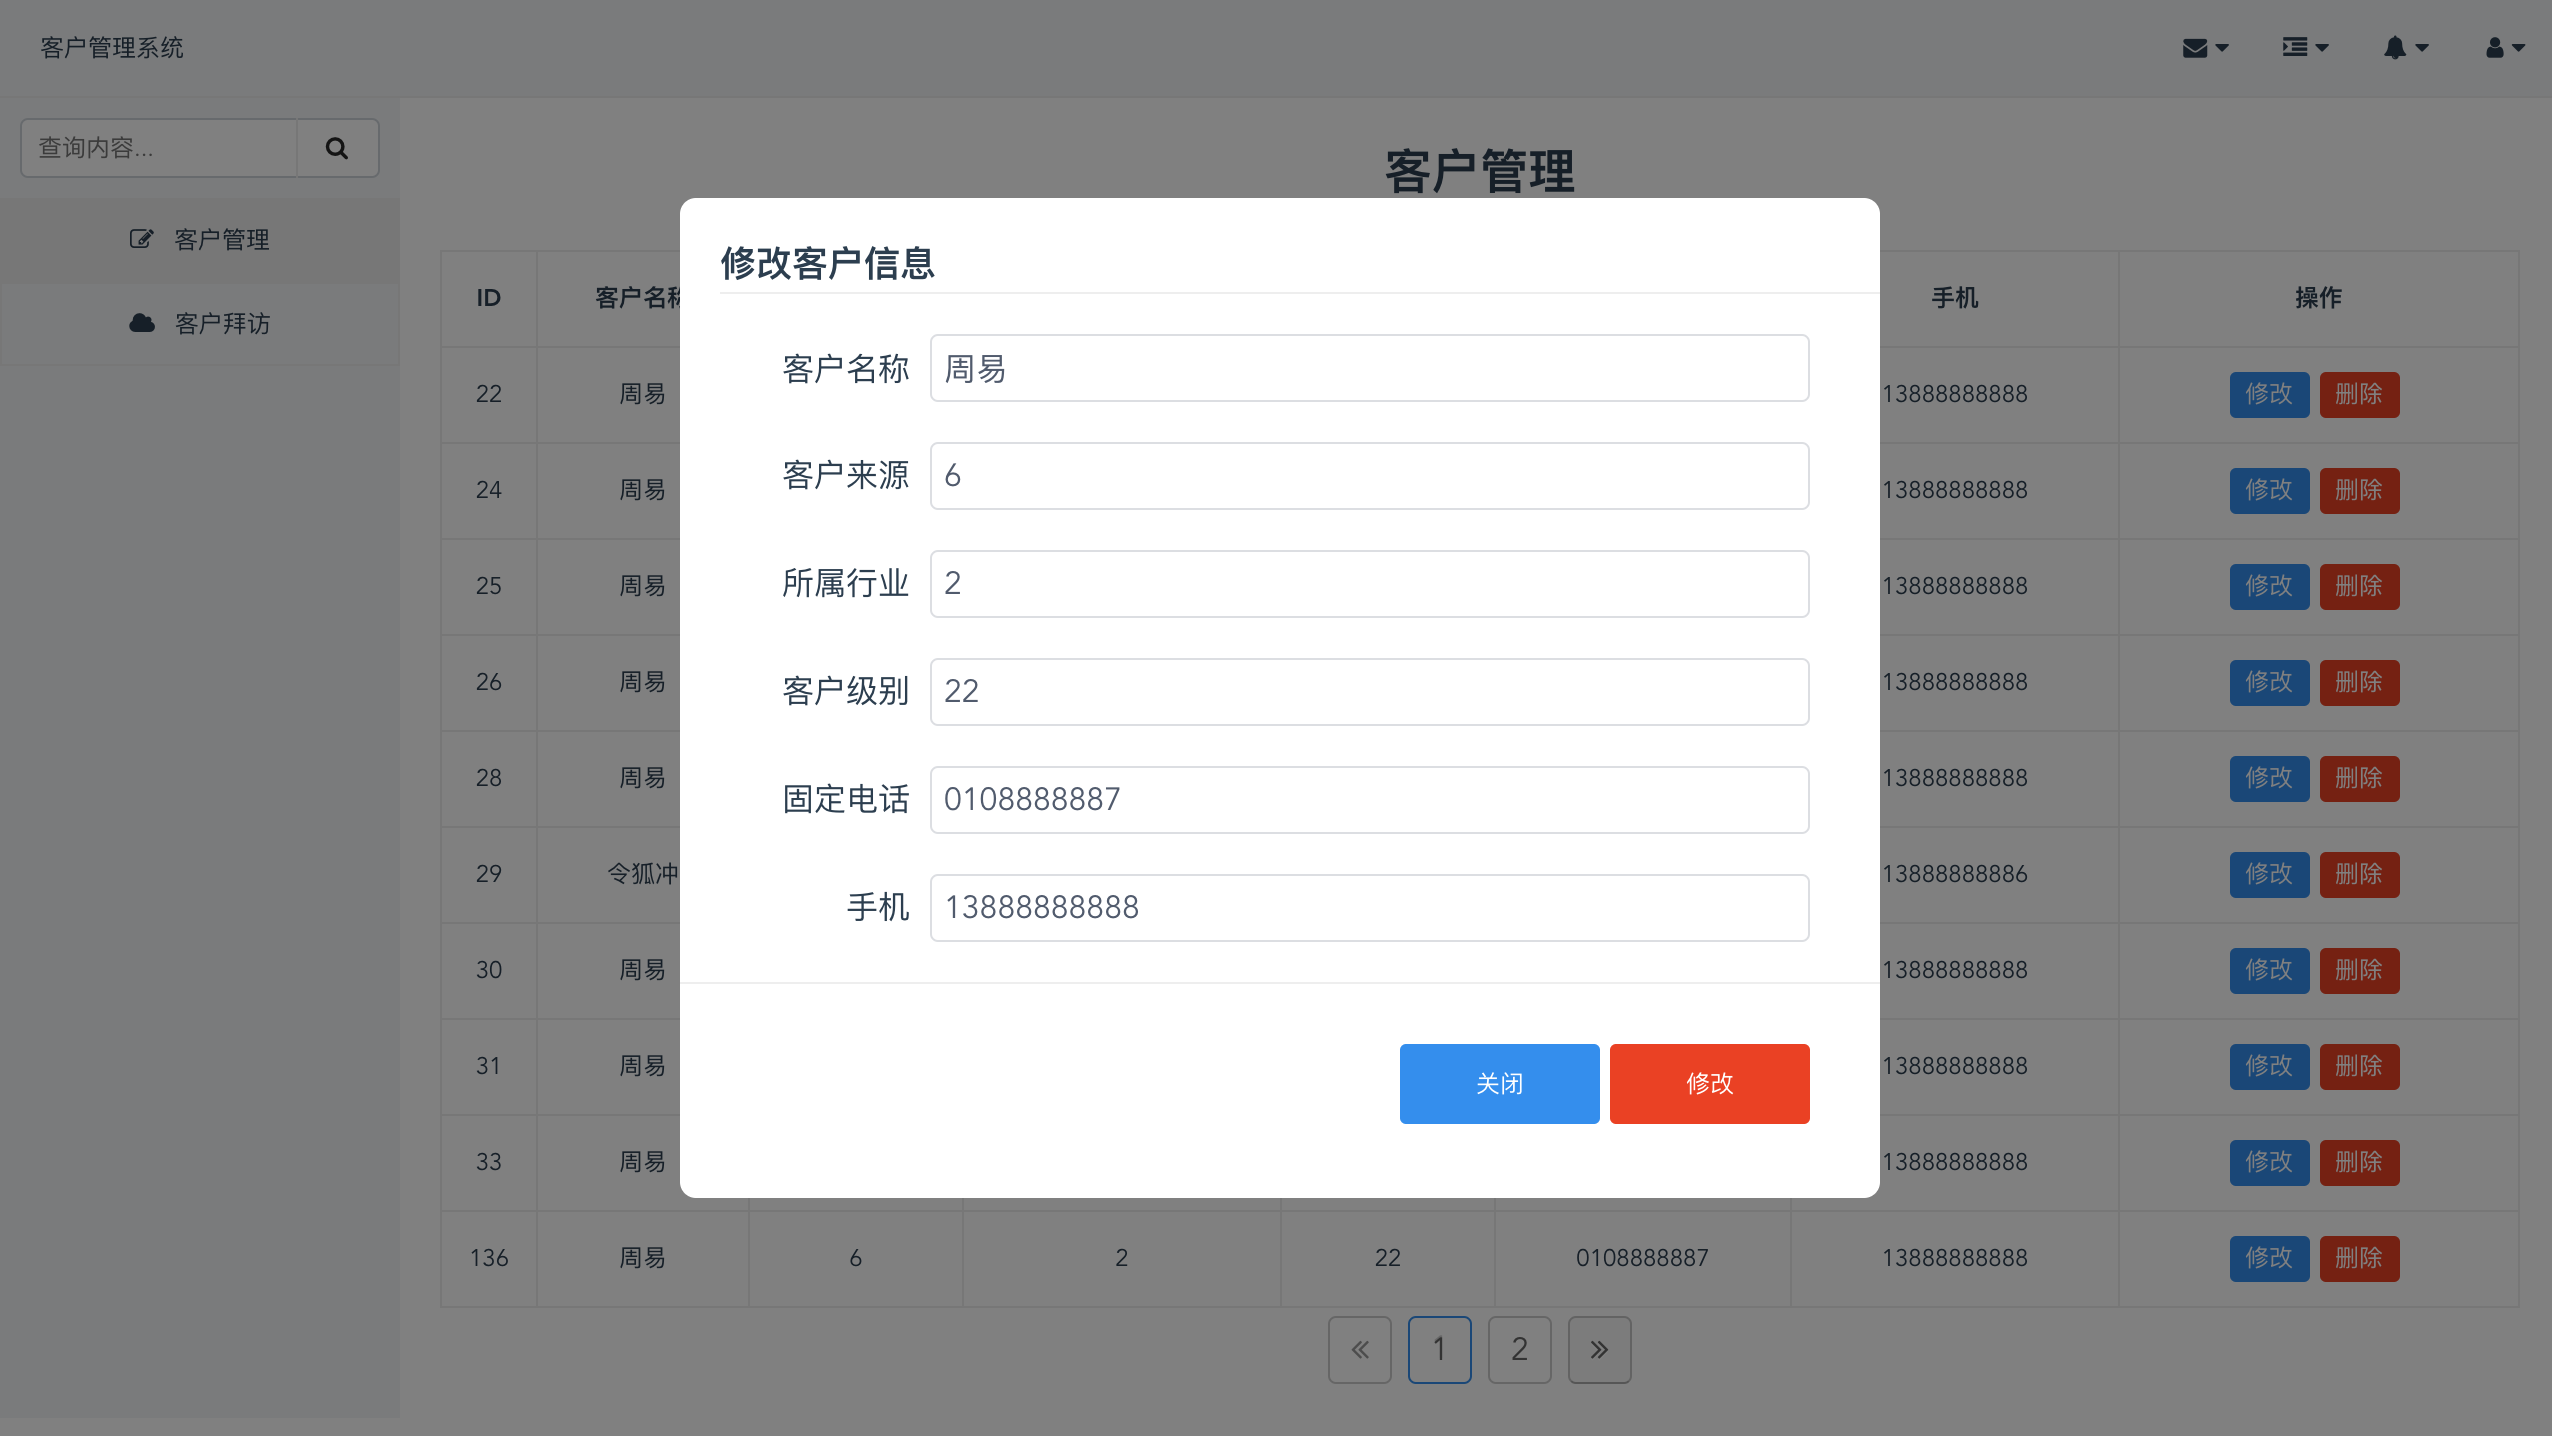 客户管理系统
查询内容...
客户管理
客户拜访
客户管理
ID 客户名称 手机 操作
22 周易 13888888888 修改 删除
24 周易 13888888888 修改 删除
25 周易 13888888888 修改 删除
26 周易 13888888888 修改 删除
28 周易 13888888888 修改 删除
29 令狐冲 13888888886 修改 删除
30 周易 13888888888 修改 删除
31 周易 13888888888 修改 删除
33 周易 13888888888 修改 删除
136 周易 6 2 22 0108888887 13888888888 修改 删除
« 1 2 »
修改客户信息
客户名称 周易
客户来源 6
所属行业 2
客户级别 22
固定电话 0108888887
手机 13888888888
关闭 修改